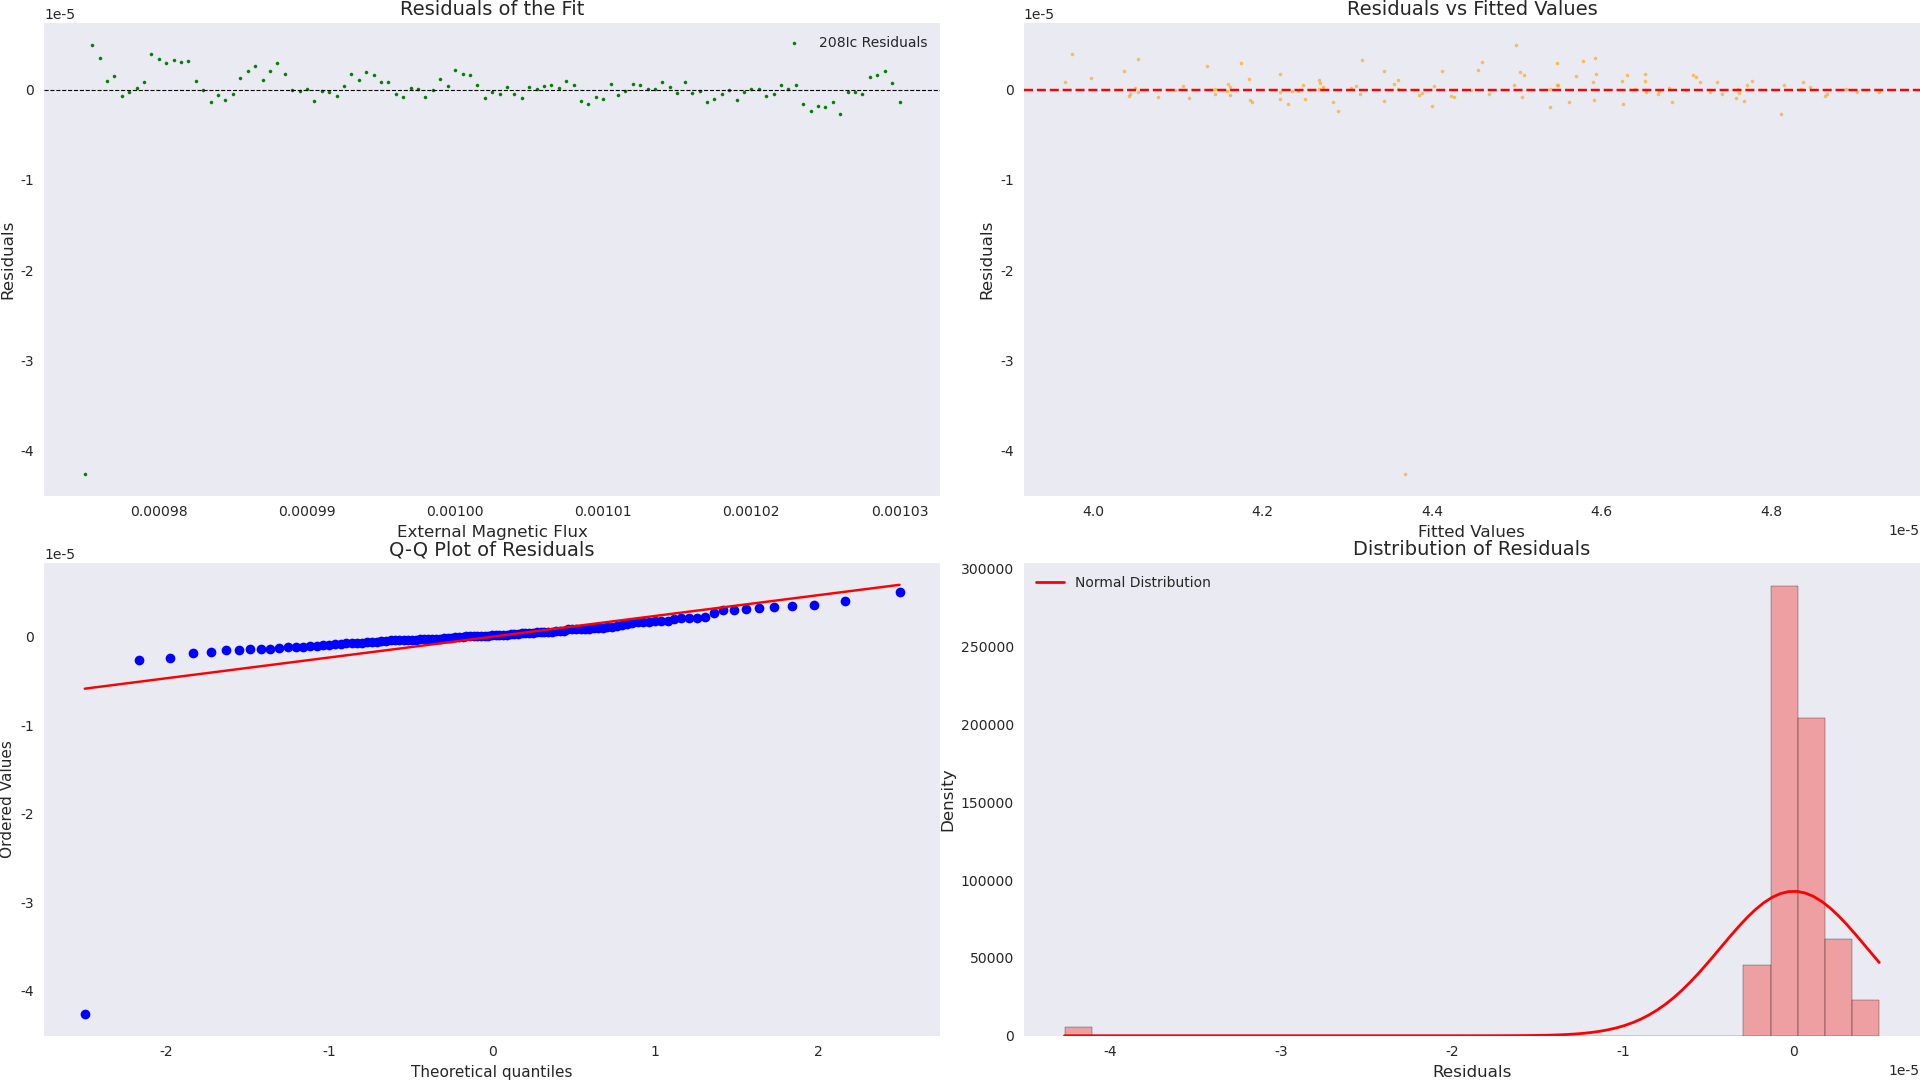 Residuals of the Fit
1e-5
208Ic Residuals
0
-1
-2
-3
-4
Residuals
0.00098 0.00099 0.00100 0.00101 0.00102 0.00103
External Magnetic Flux
Residuals vs Fitted Values
1e-5
0
-1
-2
-3
-4
Residuals
4.0 4.2 4.4 4.6 4.8
1e-5
Fitted Values
Q-Q Plot of Residuals
1e-5
0
-1
-2
-3
-4
Ordered Values
-2 -1 0 1 2
Theoretical quantiles
Distribution of Residuals
Normal Distribution
300000
250000
200000
150000
100000
50000
0
Density
-4 -3 -2 -1 0
1e-5
Residuals